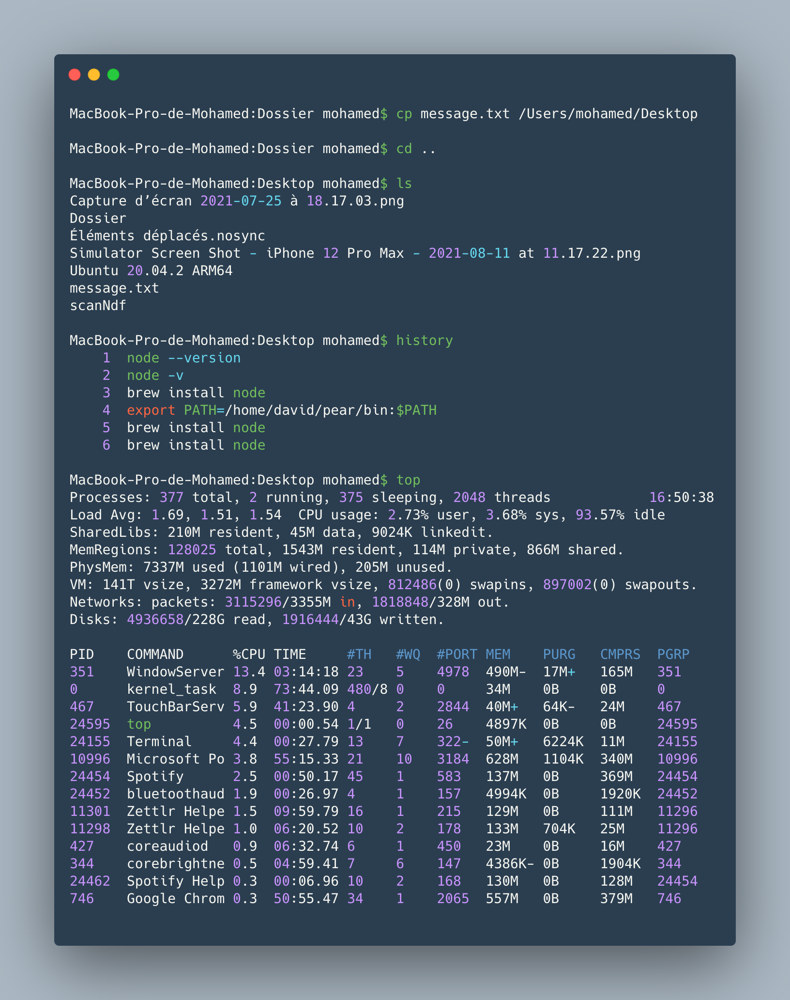 MacBook-Pro-de-Mohamed:Dossier mohamed$ cp message.txt /Users/mohamed/Desktop
MacBook-Pro-de-Mohamed:Dossier mohamed$ cd ..
MacBook-Pro-de-Mohamed:Desktop mohamed$ ls
Capture d’écran 2021-07-25 à 18.17.03.png
Dossier
Éléments déplacés.nosync
Simulator Screen Shot - iPhone 12 Pro Max - 2021-08-11 at 11.17.22.png
Ubuntu 20.04.2 ARM64
message.txt
scanNdf
MacBook-Pro-de-Mohamed:Desktop mohamed$ history
1  node --version
2  node -v
3  brew install node
4  export PATH=/home/david/pear/bin:$PATH
5  brew install node
6  brew install node
MacBook-Pro-de-Mohamed:Desktop mohamed$ top
Processes: 377 total, 2 running, 375 sleeping, 2048 threads            16:50:38
Load Avg: 1.69, 1.51, 1.54  CPU usage: 2.73% user, 3.68% sys, 93.57% idle
SharedLibs: 210M resident, 45M data, 9024K linkedit.
MemRegions: 128025 total, 1543M resident, 114M private, 866M shared.
PhysMem: 7337M used (1101M wired), 205M unused.
VM: 141T vsize, 3272M framework vsize, 812486(0) swapins, 897002(0) swapouts.
Networks: packets: 3115296/3355M in, 1818848/328M out.
Disks: 4936658/228G read, 1916444/43G written.
PID    COMMAND      %CPU TIME     #TH   #WQ  #PORT MEM    PURG   CMPRS  PGRP
351    WindowServer 13.4 03:14:18 23    5    4978  490M-  17M+   165M   351
0      kernel_task  8.9  73:44.09 480/8 0    0     34M    0B     0B     0
467    TouchBarServ 5.9  41:23.90 4     2    2844  40M+   64K-   24M    467
24595  top          4.5  00:00.54 1/1   0    26    4897K  0B     0B     24595
24155  Terminal     4.4  00:27.79 13    7    322-  50M+   6224K  11M    24155
10996  Microsoft Po 3.8  55:15.33 21    10   3184  628M   1104K  340M   10996
24454  Spotify      2.5  00:50.17 45    1    583   137M   0B     369M   24454
24452  bluetoothaud 1.9  00:26.97 4     1    157   4994K  0B     1920K  24452
11301  Zettlr Helpe 1.5  09:59.79 16    1    215   129M   0B     111M   11296
11298  Zettlr Helpe 1.0  06:20.52 10    2    178   133M   704K   25M    11296
427    coreaudiod   0.9  06:32.74 6     1    450   23M    0B     16M    427
344    corebrightne 0.5  04:59.41 7     6    147   4386K- 0B     1904K  344
24462  Spotify Help 0.3  00:06.96 10    2    168   130M   0B     128M   24454
746    Google Chrom 0.3  50:55.47 34    1    2065  557M   0B     379M   746